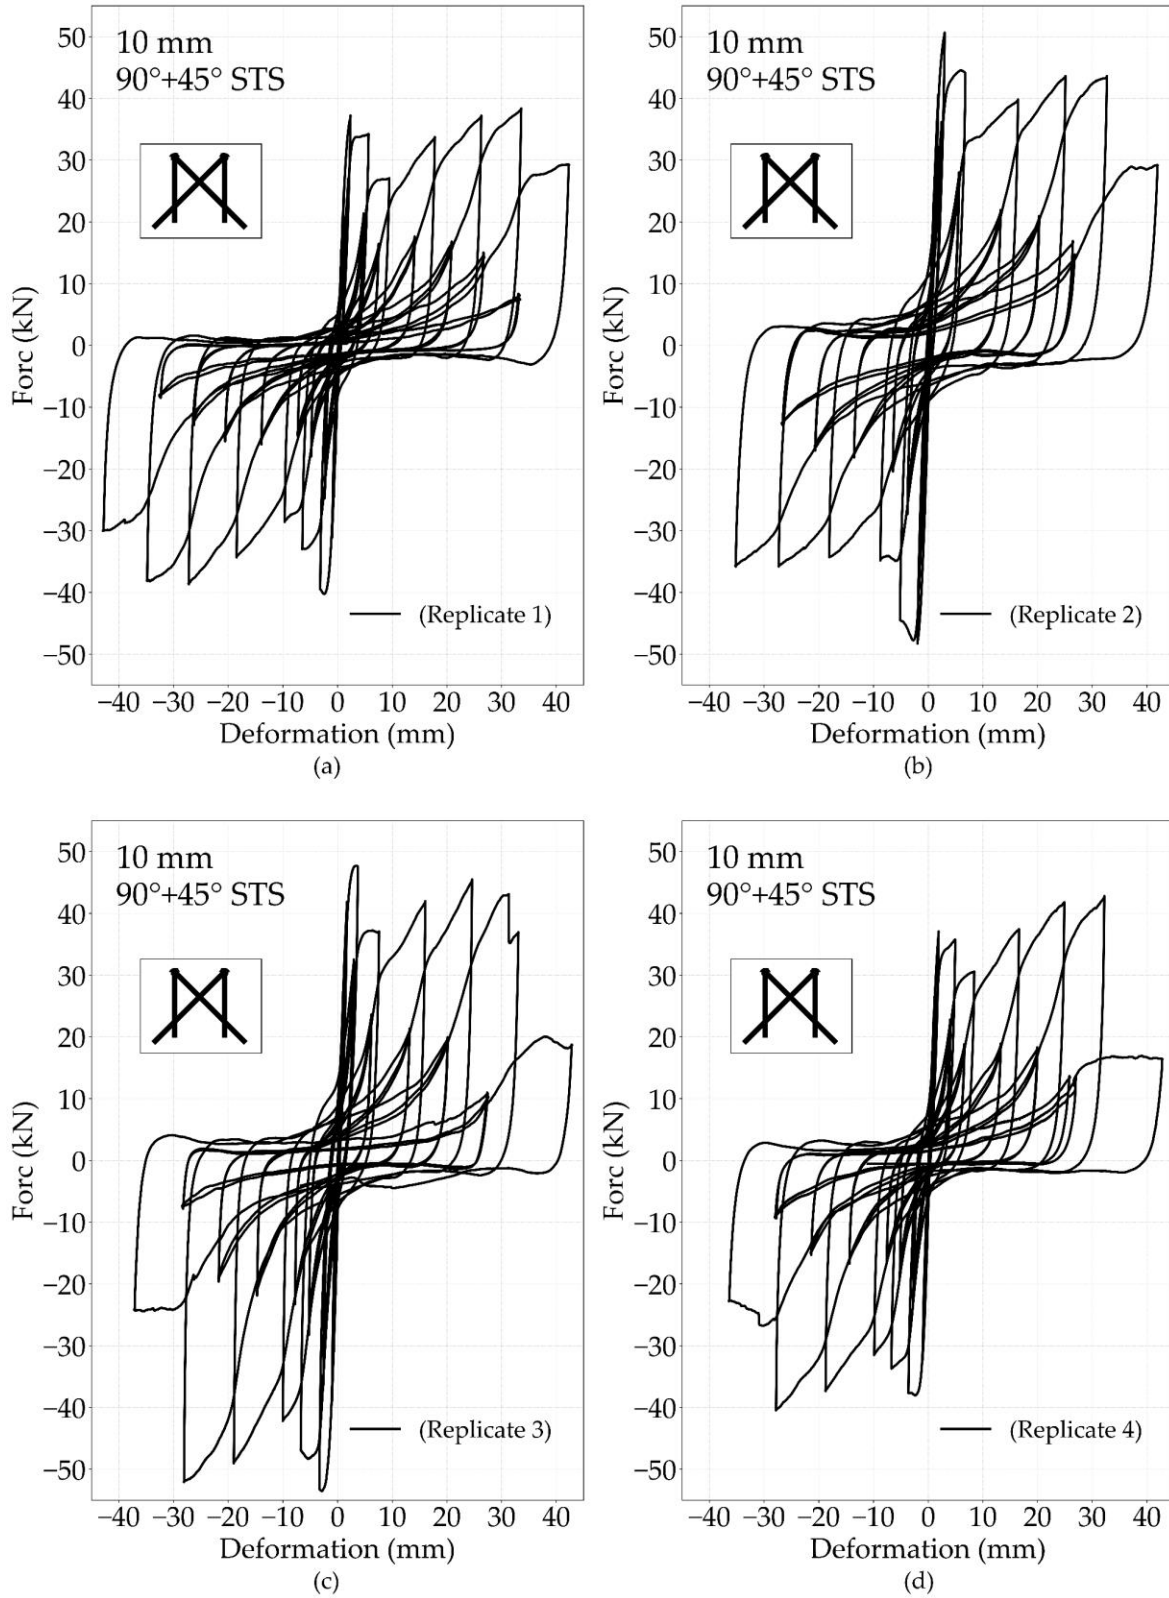 50
40
30
20
10
0
−10
−20
−30
−40
−50
Forc (kN)
10 mm
90°+45° STS
(Replicate 1)
−40 −30 −20 −10 0 10 20 30 40
Deformation (mm)
(a)
50
40
30
20
10
0
−10
−20
−30
−40
−50
Forc (kN)
10 mm
90°+45° STS
(Replicate 2)
−40 −30 −20 −10 0 10 20 30 40
Deformation (mm)
(b)
50
40
30
20
10
0
−10
−20
−30
−40
−50
Forc (kN)
10 mm
90°+45° STS
(Replicate 3)
−40 −30 −20 −10 0 10 20 30 40
Deformation (mm)
(c)
50
40
30
20
10
0
−10
−20
−30
−40
−50
Forc (kN)
10 mm
90°+45° STS
(Replicate 4)
−40 −30 −20 −10 0 10 20 30 40
Deformation (mm)
(d)